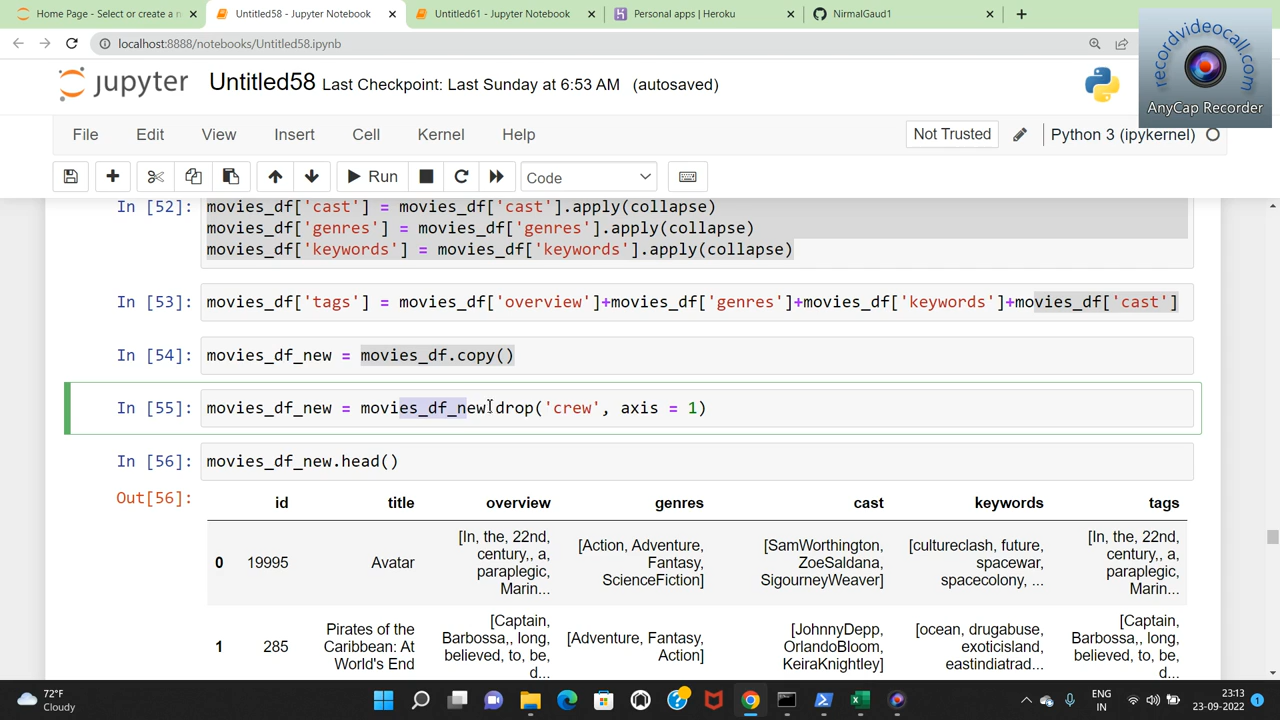 Home Page - Select or create a n
Untitled58 - Jupyter Notebook
Untitled61 - Jupyter Notebook
Personal apps | Heroku
NirmalGaud1
localhost:8888/notebooks/Untitled58.ipynb
recordvideocall.com
AnyCap Recorder
jupyter Untitled58 Last Checkpoint: Last Sunday at 6:53 AM (autosaved)
File Edit View Insert Cell Kernel Help
Not Trusted
Python 3 (ipykernel)
Run
Code
In [52]: movies_df['cast'] = movies_df['cast'].apply(collapse)
movies_df['genres'] = movies_df['genres'].apply(collapse)
movies_df['keywords'] = movies_df['keywords'].apply(collapse)
In [53]: movies_df['tags'] = movies_df['overview']+movies_df['genres']+movies_df['keywords']+movies_df['cast']
In [54]: movies_df_new = movies_df.copy()
In [55]: movies_df_new = movies_df_new.drop('crew', axis = 1)
In [56]: movies_df_new.head()
Out[56]:
id title overview genres cast keywords tags
0 19995 Avatar
[In, the, 22nd,
century,, a,
paraplegic,
Marin...
[Action, Adventure,
Fantasy,
ScienceFiction]
[SamWorthington,
ZoeSaldana,
SigourneyWeaver]
[cultureclash, future,
spacewar,
spacecolony, ...
[In, the, 22nd,
century,, a,
paraplegic,
Marin...
1 285
Pirates of the
Caribbean: At
World's End
[Captain,
Barbossa,, long,
believed, to, be,
d...
[Adventure, Fantasy,
Action]
[JohnnyDepp,
OrlandoBloom,
KeiraKnightley]
[ocean, drugabuse,
exoticisland,
eastindiatrad...
[Captain,
Barbossa,, long,
believed, to, be,
d...
72°F
Cloudy
ENG
IN
23:13
23-09-2022
1